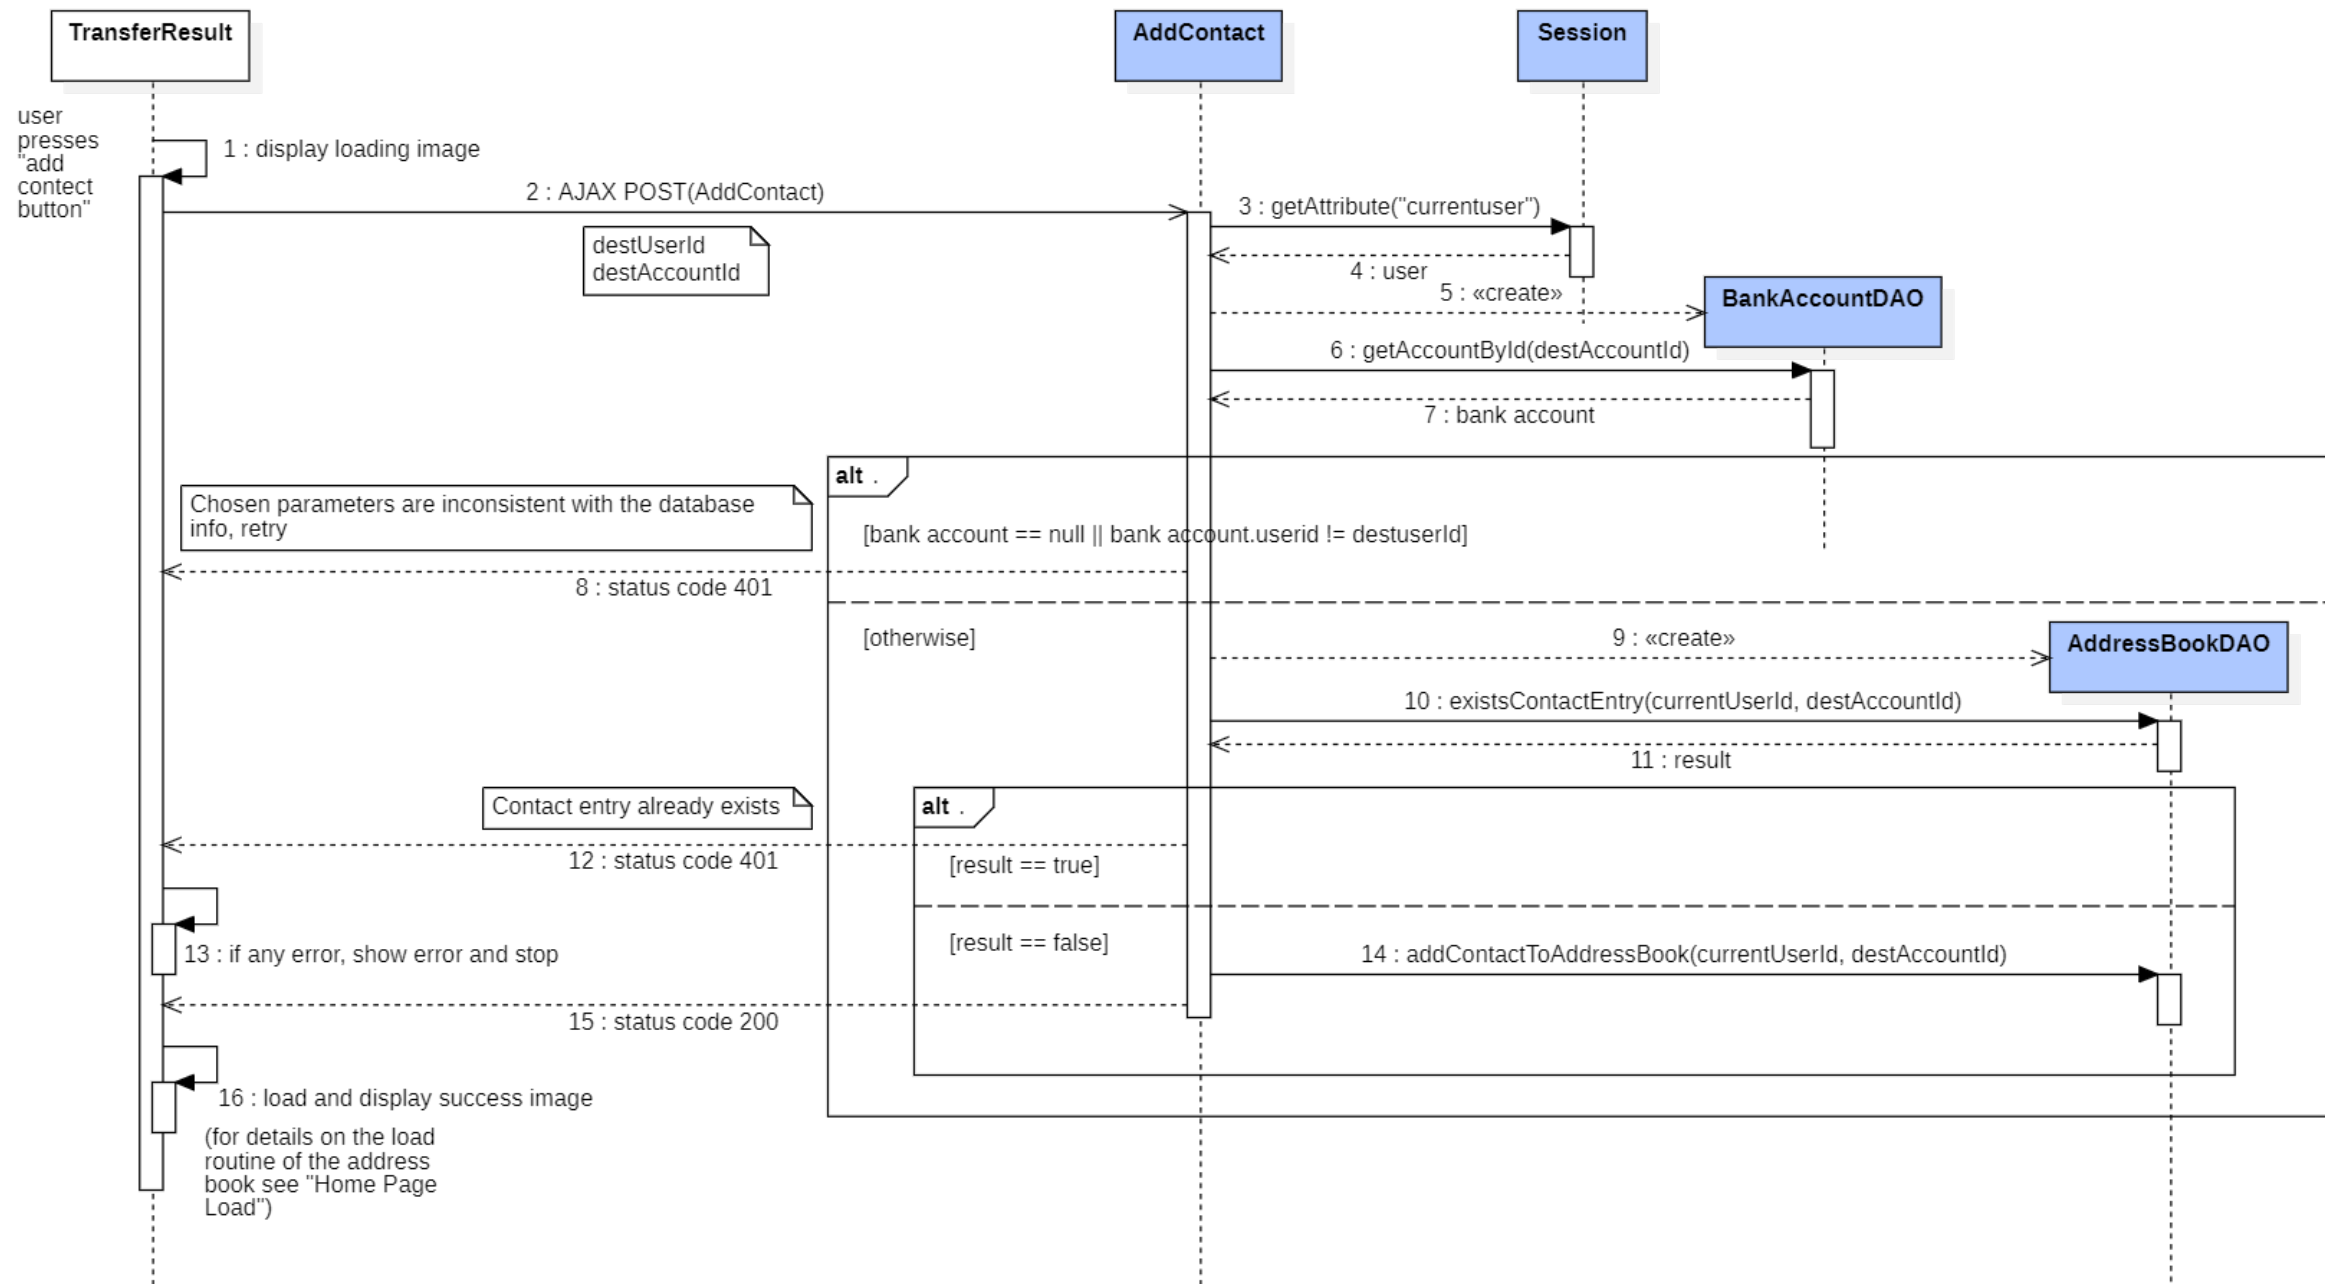 TransferResult
AddContact
Session
user
presses
"add
contect
button"
1 : display loading image
2 : AJAX POST(AddContact)
3 : getAttribute("currentuser")
destUserId
destAccountId
4 : user
5 : «create»
BankAccountDAO
6 : getAccountById(destAccountId)
7 : bank account
alt .
Chosen parameters are inconsistent with the database
info, retry
[bank account == null || bank account.userid != destuserId]
8 : status code 401
[otherwise]
9 : «create»
AddressBookDAO
10 : existsContactEntry(currentUserId, destAccountId)
11 : result
Contact entry already exists
alt .
12 : status code 401
[result == true]
[result == false]
13 : if any error, show error and stop
14 : addContactToAddressBook(currentUserId, destAccountId)
15 : status code 200
16 : load and display success image
(for details on the load
routine of the address
book see "Home Page
Load")